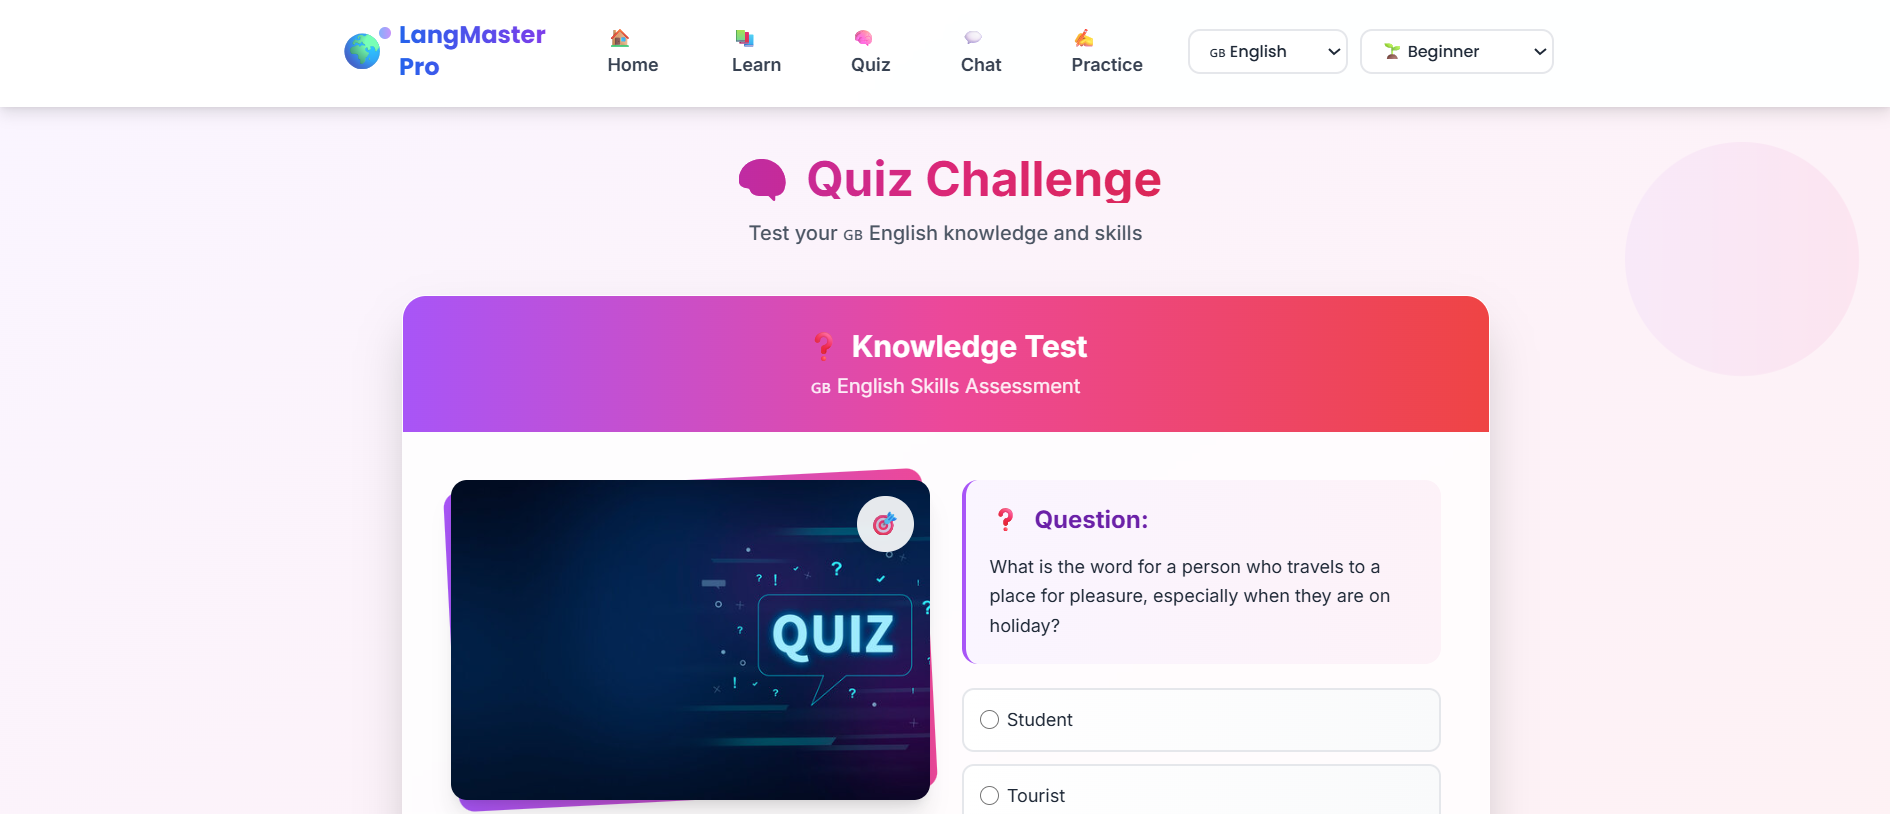 LangMaster
Pro
Home
Learn
Quiz
Chat
Practice
GB English
Beginner
Quiz Challenge
Test your GB English knowledge and skills
Knowledge Test
GB English Skills Assessment
QUIZ
Question:
What is the word for a person who travels to a
place for pleasure, especially when they are on
holiday?
Student
Tourist